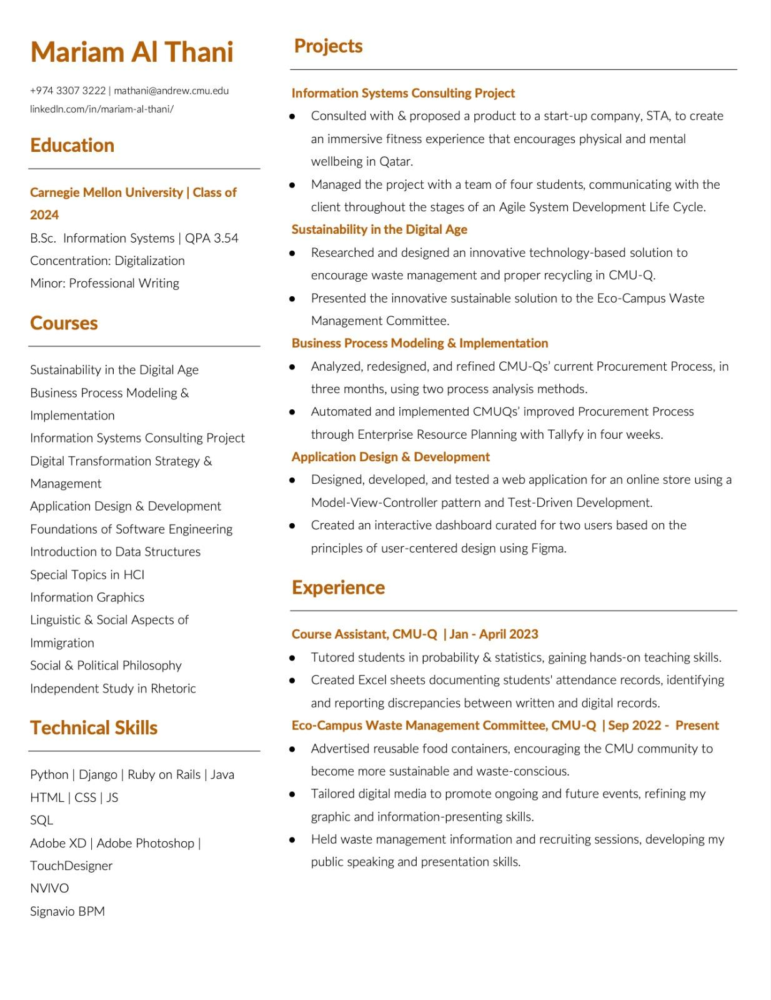 Mariam Al Thani
+974 3307 3222 | mathani@andrew.cmu.edu
linkedln.com/in/mariam-al-thani/
Education
Carnegie Mellon University | Class of
2024
B.Sc.  Information Systems | QPA 3.54
Concentration: Digitalization
Minor: Professional Writing
Courses
Sustainability in the Digital Age
Business Process Modeling &
Implementation
Information Systems Consulting Project
Digital Transformation Strategy &
Management
Application Design & Development
Foundations of Software Engineering
Introduction to Data Structures
Special Topics in HCI
Information Graphics
Linguistic & Social Aspects of
Immigration
Social & Political Philosophy
Independent Study in Rhetoric
Technical Skills
Python | Django | Ruby on Rails | Java
HTML | CSS | JS
SQL
Adobe XD | Adobe Photoshop |
TouchDesigner
NVIVO
Signavio BPM
Projects
Information Systems Consulting Project
● Consulted with & proposed a product to a start-up company, STA, to create
an immersive fitness experience that encourages physical and mental
wellbeing in Qatar.
● Managed the project with a team of four students, communicating with the
client throughout the stages of an Agile System Development Life Cycle.
Sustainability in the Digital Age
● Researched and designed an innovative technology-based solution to
encourage waste management and proper recycling in CMU-Q.
● Presented the innovative sustainable solution to the Eco-Campus Waste
Management Committee.
Business Process Modeling & Implementation
● Analyzed, redesigned, and refined CMU-Qs’ current Procurement Process, in
three months, using two process analysis methods.
● Automated and implemented CMUQs’ improved Procurement Process
through Enterprise Resource Planning with Tallyfy in four weeks.
Application Design & Development
● Designed, developed, and tested a web application for an online store using a
Model-View-Controller pattern and Test-Driven Development.
● Created an interactive dashboard curated for two users based on the
principles of user-centered design using Figma.
Experience
Course Assistant, CMU-Q  | Jan - April 2023
● Tutored students in probability & statistics, gaining hands-on teaching skills.
● Created Excel sheets documenting students' attendance records, identifying
and reporting discrepancies between written and digital records.
Eco-Campus Waste Management Committee, CMU-Q  | Sep 2022 -  Present
● Advertised reusable food containers, encouraging the CMU community to
become more sustainable and waste-conscious.
● Tailored digital media to promote ongoing and future events, refining my
graphic and information-presenting skills.
● Held waste management information and recruiting sessions, developing my
public speaking and presentation skills.